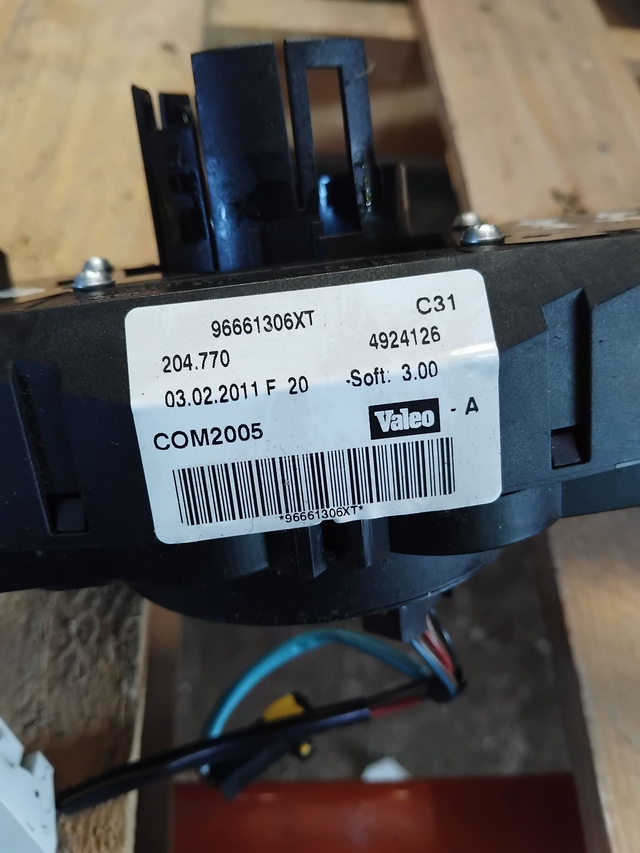 96661306XT C31
204.770 4924126
03.02.2011 F 20 -Soft: 3.00
COM2005 Valeo - A
*96661306XT*